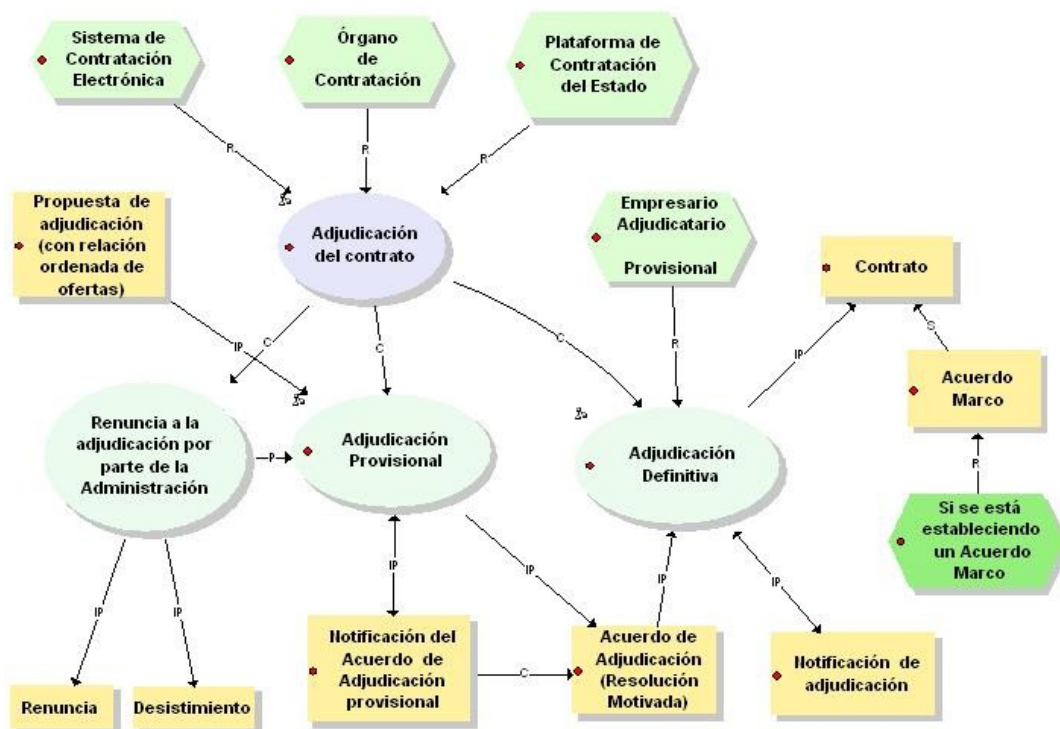 Sistema de
Contratación
Electrónica
Órgano
de
Contratación
Plataforma de
Contratación
del Estado
R
R
R
Propuesta de
adjudicación
(con relación
ordenada de
ofertas)
Adjudicación
del contrato
Empresario
Adjudicatario
Provisional
Contrato
IP
C
C
C
R
IP
S
Acuerdo
Marco
Renuncia a la
adjudicación por
parte de la
Administración
P
Adjudicación
Provisional
Adjudicación
Definitiva
R
Si se está
estableciendo
un Acuerdo
Marco
IP
IP
IP
IP
IP
IP
Renuncia
Desistimiento
Notificación del
Acuerdo de
Adjudicación
provisional
C
Acuerdo de
Adjudicación
(Resolución
Motivada)
Notificación de
adjudicación